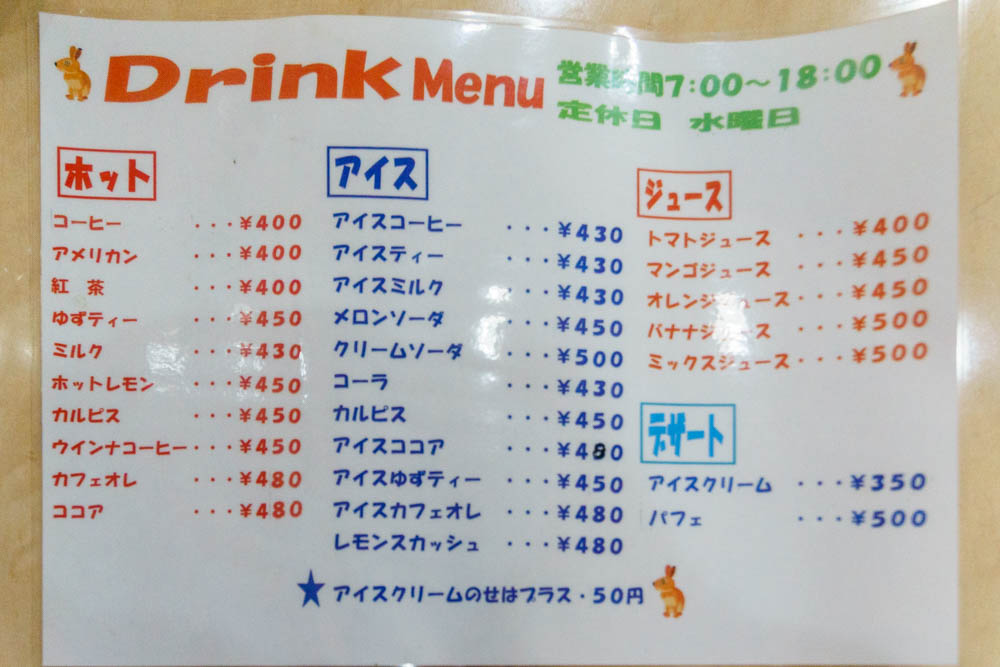 Drink Menu
営業時間7:00～18:00
定休日 水曜日
ホット
コーヒー ・・・¥400
アメリカン ・・・¥400
紅 茶 ・・・¥400
ゆずティー ・・・¥450
ミルク ・・・¥430
ホットレモン ・・・¥450
カルピス ・・・¥450
ウインナコーヒー・・・¥450
カフェオレ ・・・¥480
ココア ・・・¥480
アイス
アイスコーヒー ・・・¥430
アイスティー ・・・¥430
アイスミルク ・・・¥430
メロンソーダ ・・・¥450
クリームソーダ ・・・¥500
コーラ ・・・¥430
カルピス ・・・¥450
アイスココア ・・・¥480
アイスゆずティー ・・・¥450
アイスカフェオレ ・・・¥480
レモンスカッシュ ・・・¥480
ジュース
トマトジュース ・・・¥400
マンゴジュース ・・・¥450
オレンジジュース・・・¥450
バナナジュース ・・・¥500
ミックスジュース・・・¥500
デザート
アイスクリーム ・・・¥350
パフェ ・・・¥500
★ アイスクリームのせはプラス・50円